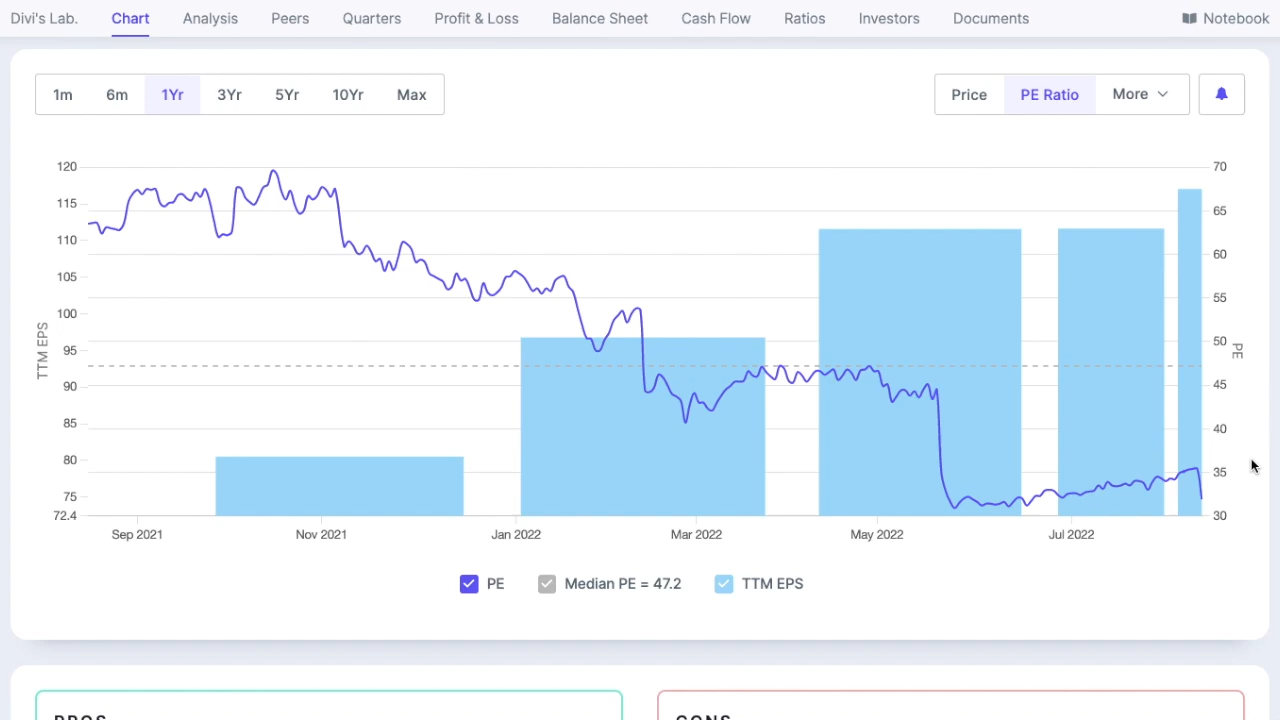 Divi's Lab. Chart Analysis Peers Quarters Profit & Loss Balance Sheet Cash Flow Ratios Investors Documents Notebook
1m 6m 1Yr 3Yr 5Yr 10Yr Max Price PE Ratio More
120 70
115 65
110 60
105 55
100 50
95 45
90 40
85 35
80 30
75
72.4
TTM EPS
PE
Sep 2021 Nov 2021 Jan 2022 Mar 2022 May 2022 Jul 2022
PE Median PE = 47.2 TTM EPS
PROS CONS